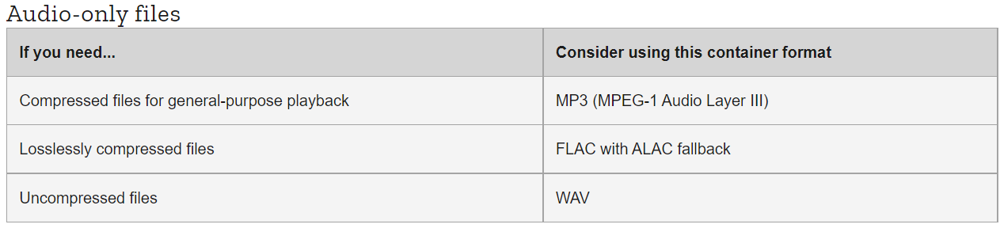 Audio-only files
If you need... Consider using this container format
Compressed files for general-purpose playback MP3 (MPEG-1 Audio Layer III)
Losslessly compressed files FLAC with ALAC fallback
Uncompressed files WAV